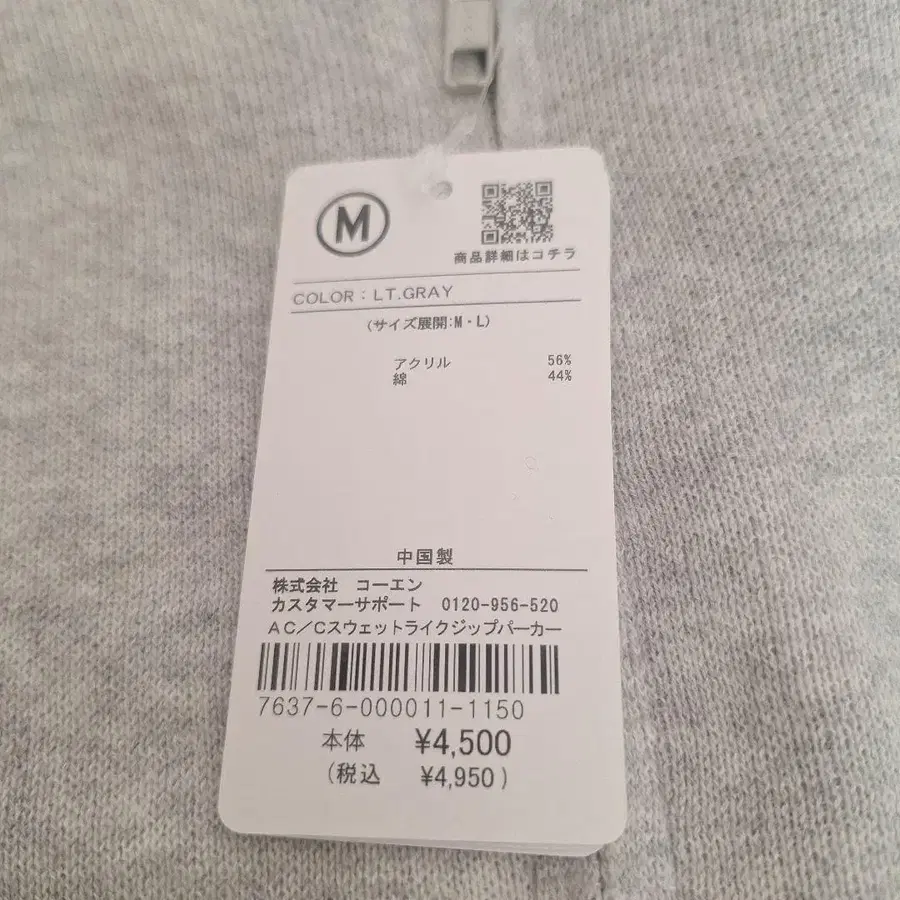 M
商品詳細はコチラ
COLOR：LT.GRAY
(サイズ展開:M・L)
アクリル 56%
綿 44%
中国製
株式会社 コーエン
カスタマーサポート 0120-956-520
AC／Cスウェットライクジップパーカー
7637-6-000011-1150
本体 ¥4,500
(税込 ¥4,950)